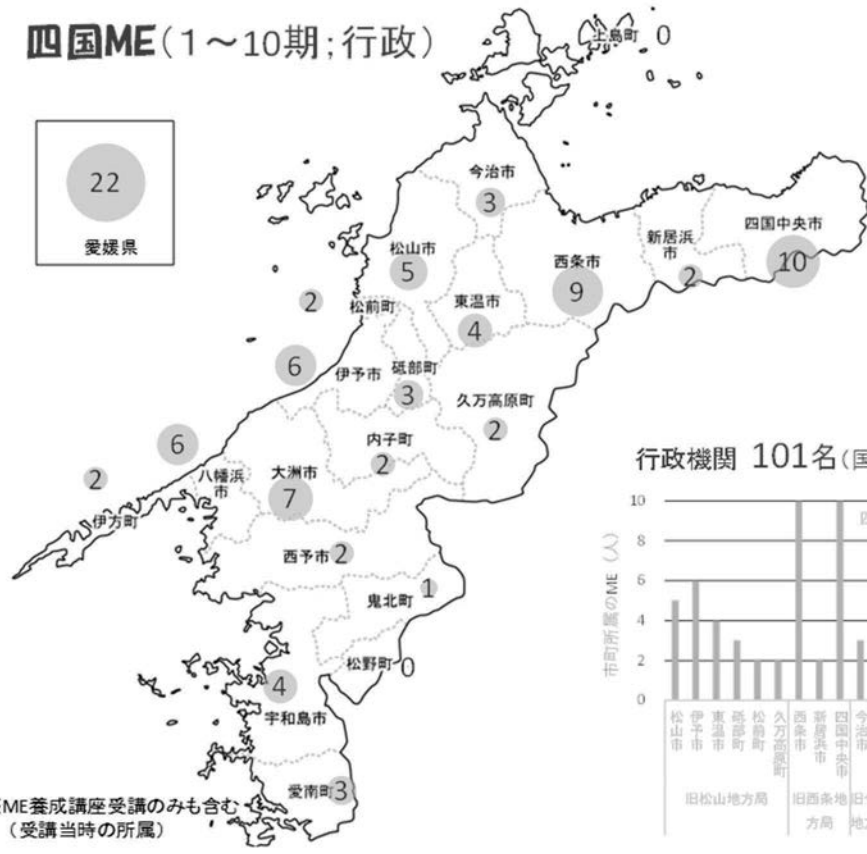 四国ME(1～10期;行政)
上島町 0
22
愛媛県
今治市
3
松山市
5
西条市
9
新居浜市
2
四国中央市
10
東温市
4
2
松前町
6
伊予市
砥部町
3
久万高原町
2
6
内子町
2
2
八幡浜市
大洲市
7
伊方町
西予市
2
1
鬼北町
松野町 0
4
宇和島市
愛南町 3
ME養成講座受講のみも含む
(受講当時の所属)
行政機関 101名(国
市町所属のME (人)
10
8
6
4
2
0
松山市
伊予市
東温市
砥部町
松前町
久万高原町
西条市
新居浜市
四国中央市
今治市
旧松山地方局
旧西条地方局